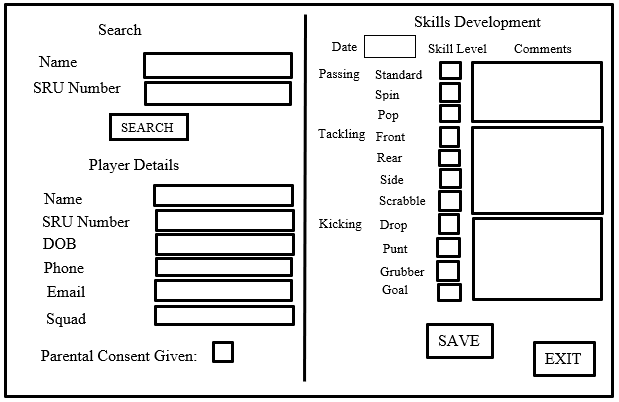 Search
Name
SRU Number
SEARCH
Player Details
Name
SRU Number
DOB
Phone
Email
Squad
Parental Consent Given:
Skills Development
Date Skill Level Comments
Passing Standard
Spin
Pop
Tackling Front
Rear
Side
Scrabble
Kicking Drop
Punt
Grubber
Goal
SAVE
EXIT